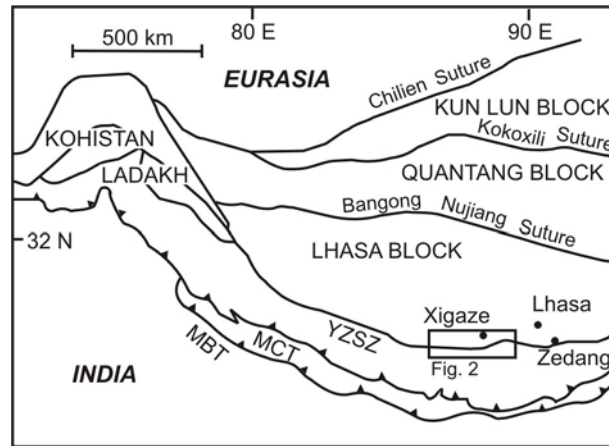 80 E
90 E
500 km
EURASIA
Chilien Suture
KUN LUN BLOCK
KOHISTAN
Kokoxili Suture
LADAKH
QUANTANG BLOCK
Bangong Nujiang Suture
32 N
LHASA BLOCK
Xigaze
Lhasa
YZSZ
Zedang
MBT
MCT
Fig. 2
INDIA